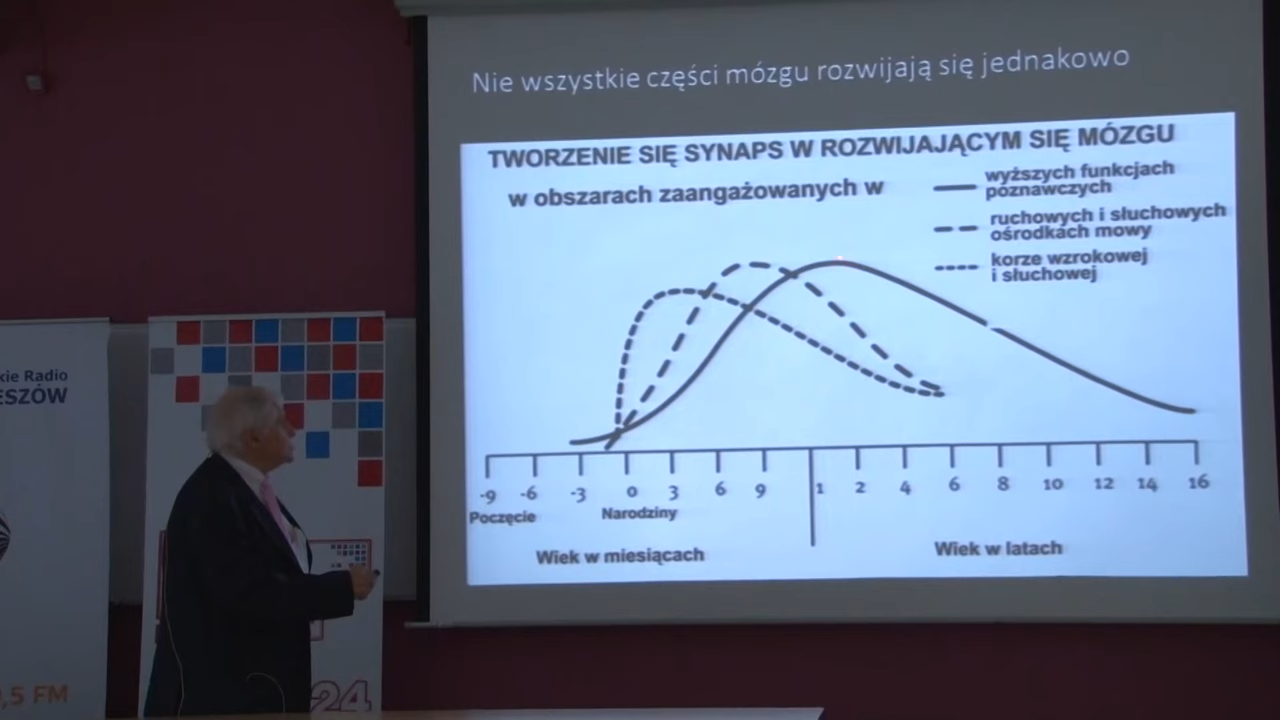 Nie wszystkie części mózgu rozwijają się jednakowo
TWORZENIE SIĘ SYNAPS W ROZWIJAJĄCYM SIĘ MÓZGU
w obszarach zaangażowanych w
wyższych funkcjach
poznawczych
ruchowych i słuchowych
ośrodkach mowy
korze wzrokowej
i słuchowej
-9 -6 -3 0 3 6 9 1 2 4 6 8 10 12 14 16
Poczęcie Narodziny
Wiek w miesiącach Wiek w latach
kie Radio
ESZÓW
,5 FM
24